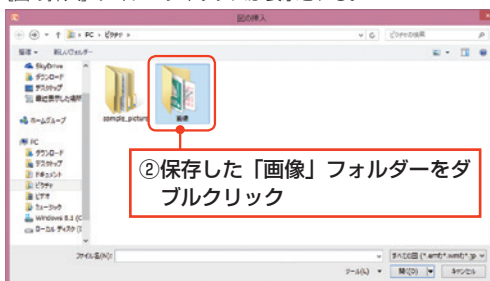 図の挿入
PC ▸ ピクチャ ▸
ピクチャの検索
整理 ▾ 新しいフォルダー
SkyDrive
ダウンロード
デスクトップ
最近表示した場所
ホームグループ
PC
ダウンロード
デスクトップ
ドキュメント
ピクチャ
ビデオ
ミュージック
Windows 8.1 (C
ローカル ディスク (
sample_picture
画像
②保存した「画像」フォルダーをダ
ブルクリック
ファイル名(N):
すべての図 (*.emf;*.wmf;*.jp
ツール(L) ▾
開く(O)
キャンセル